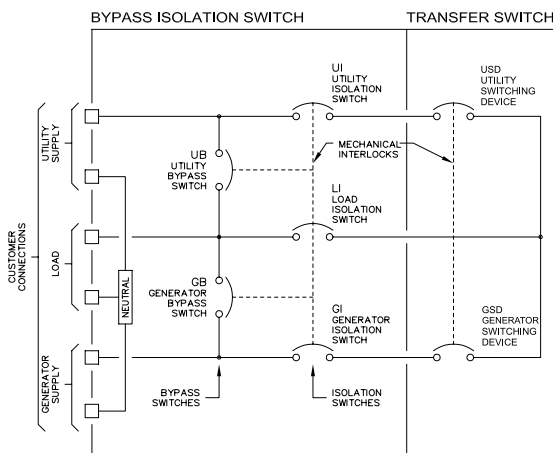 BYPASS ISOLATION SWITCH
TRANSFER SWITCH
UI
UTILITY
ISOLATION
SWITCH
USD
UTILITY
SWITCHING
DEVICE
UB
UTILITY
BYPASS
SWITCH
MECHANICAL
INTERLOCKS
LI
LOAD
ISOLATION
SWITCH
GB
GENERATOR
BYPASS
SWITCH
GI
GENERATOR
ISOLATION
SWITCH
GSD
GENERATOR
SWITCHING
DEVICE
BYPASS
SWITCHES
ISOLATION
SWITCHES
CUSTOMER
CONNECTIONS
UTILITY
SUPPLY
LOAD
GENERATOR
SUPPLY
NEUTRAL